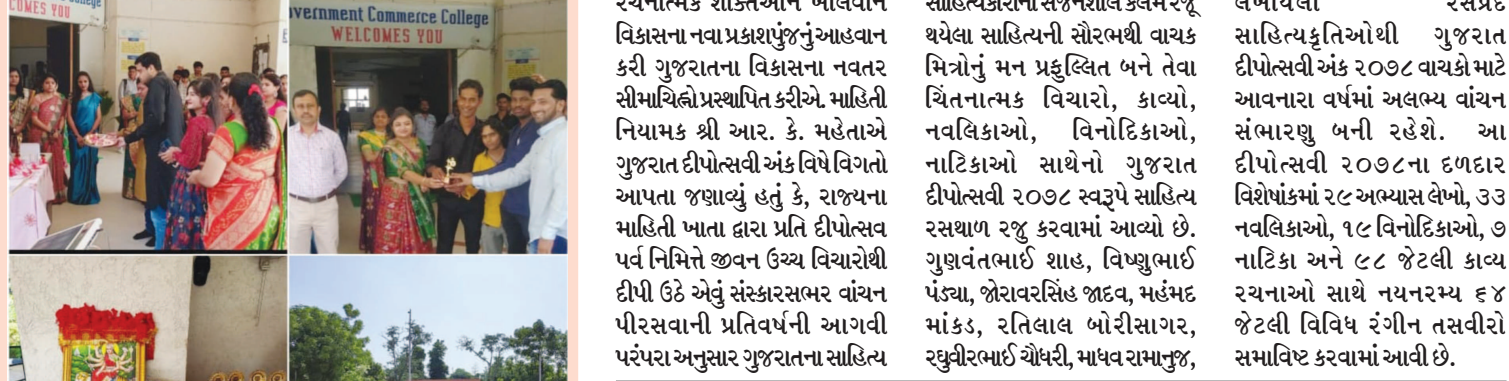 COMES YOU
College
Government Commerce College
WELCOMES YOU
રચનાત્મક શક્તિઓને ખીલવીને
વિકાસના નવા પ્રકાશપુંજનું આહવાન
કરી ગુજરાતના વિકાસના નવતર
સીમાચિહ્નો પ્રસ્થાપિત કરીએ. માહિતી
નિયામક શ્રી આર. કે. મહેતાએ
ગુજરાત દીપોત્સવી અંક વિષે વિગતો
આપતા જણાવ્યું હતું કે, રાજ્યના
માહિતી ખાતા દ્વારા પ્રતિ દીપોત્સવ
પર્વ નિમિત્તે જીવન ઉચ્ચ વિચારોથી
દીપી ઉઠે એવું સંસ્કારસભર વાંચન
પીરસવાની પ્રતિવર્ષની આગવી
પરંપરા અનુસાર ગુજરાતના સાહિત્ય
સાહિત્યકારોની સર્જનશીલ કલમે રજૂ
થયેલા સાહિત્યની સૌરભથી વાચક
મિત્રોનું મન પ્રફુલ્લિત બને તેવા
ચિંતનાત્મક વિચારો, કાવ્યો,
નવલિકાઓ, વિનોદિકાઓ,
નાટિકાઓ સાથેનો ગુજરાત
દીપોત્સવી ૨૦૭૮ સ્વરૂપે સાહિત્ય
રસથાળ રજુ કરવામાં આવ્યો છે.
ગુણવંતભાઈ શાહ, વિષ્ણુભાઈ
પંડ્યા, જોરાવરસિંહ જાદવ, મહંમદ
માંકડ, રતિલાલ બોરીસાગર,
રઘુવીરભાઈ ચૌધરી, માધવ રામાનુજ,
લખાયેલી રસપ્રદ
સાહિત્યકૃતિઓથી ગુજરાત
દીપોત્સવી અંક ૨૦૭૮ વાચકો માટે
આવનારા વર્ષમાં અલભ્ય વાંચન
સંભારણુ બની રહેશે. આ
દીપોત્સવી ૨૦૭૮ના દળદાર
વિશેષાંકમાં ૨૯ અભ્યાસ લેખો, ૩૩
નવલિકાઓ, ૧૯ વિનોદિકાઓ, ૭
નાટિકા અને ૯૮ જેટલી કાવ્ય
રચનાઓ સાથે નયનરમ્ય ૬૪
જેટલી વિવિધ રંગીન તસવીરો
સમાવિષ્ટ કરવામાં આવી છે.